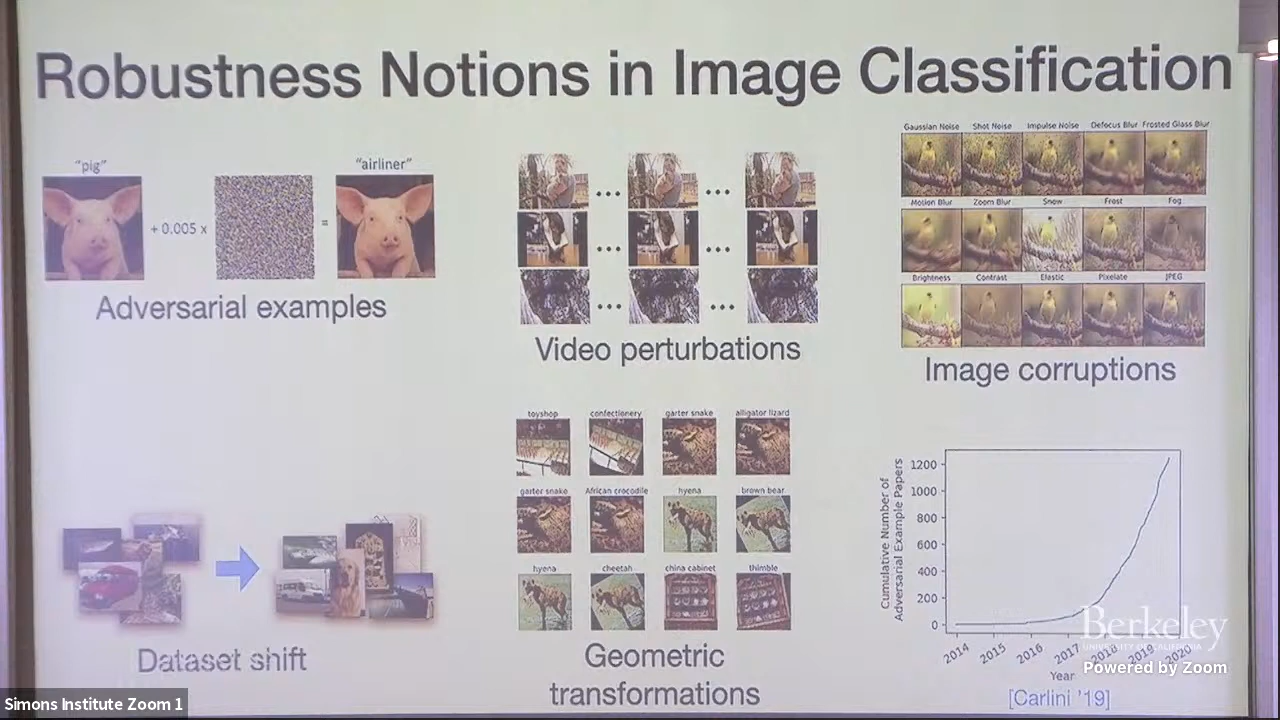 Robustness Notions in Image Classification
"pig"
"airliner"
+ 0.005 x
=
Adversarial examples
Video perturbations
Gaussian Noise Shot Noise Impulse Noise Defocus Blur Frosted Glass Blur
Motion Blur Zoom Blur Snow Frost Fog
Brightness Contrast Elastic Pixelate JPEG
Image corruptions
Dataset shift
toyshop confectionery garter snake alligator lizard
garter snake African crocodile hyena brown bear
hyena cheetah china cabinet thimble
Geometric
transformations
Cumulative Number of
Adversarial Example Papers
1200
1000
800
600
400
200
0
2014 2015 2016 2017 2018 2019 2020
Year
[Carlini '19]
Berkeley
UNIVERSITY OF CALIFORNIA
Powered by Zoom
Simons Institute Zoom 1